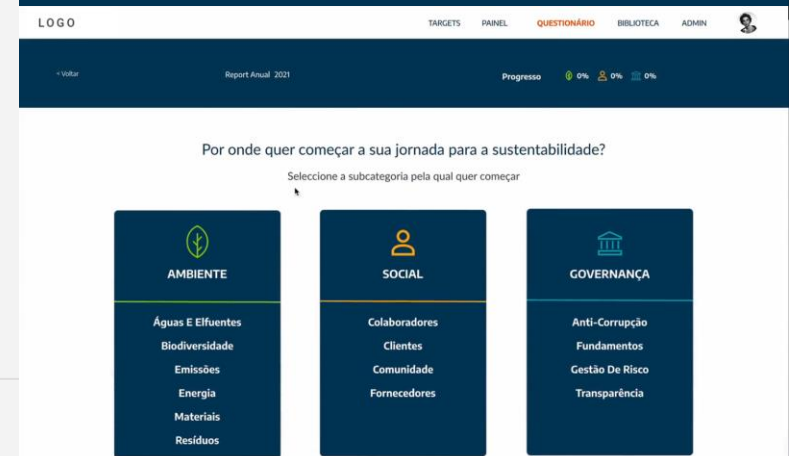 LOGO
TARGETS PAINEL QUESTIONÁRIO BIBLIOTECA ADMIN
< Voltar Report Anual 2021 Progresso 0% 0% 0%
Por onde quer começar a sua jornada para a sustentabilidade?
Seleccione a subcategoria pela qual quer começar
AMBIENTE
Águas E Elfuentes
Biodiversidade
Emissões
Energia
Materiais
Resíduos
SOCIAL
Colaboradores
Clientes
Comunidade
Fornecedores
GOVERNANÇA
Anti-Corrupção
Fundamentos
Gestão De Risco
Transparência